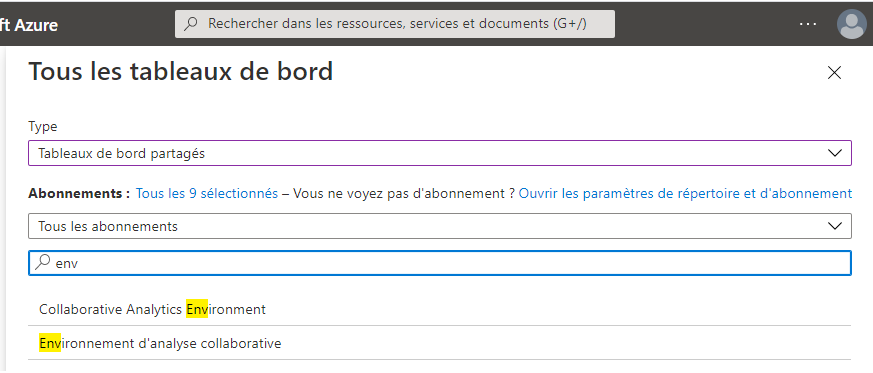 ft Azure
Rechercher dans les ressources, services et documents (G+/)
Tous les tableaux de bord
Type
Tableaux de bord partagés
Abonnements : Tous les 9 sélectionnés – Vous ne voyez pas d'abonnement ? Ouvrir les paramètres de répertoire et d'abonnement
Tous les abonnements
env
Collaborative Analytics Environment
Environnement d'analyse collaborative